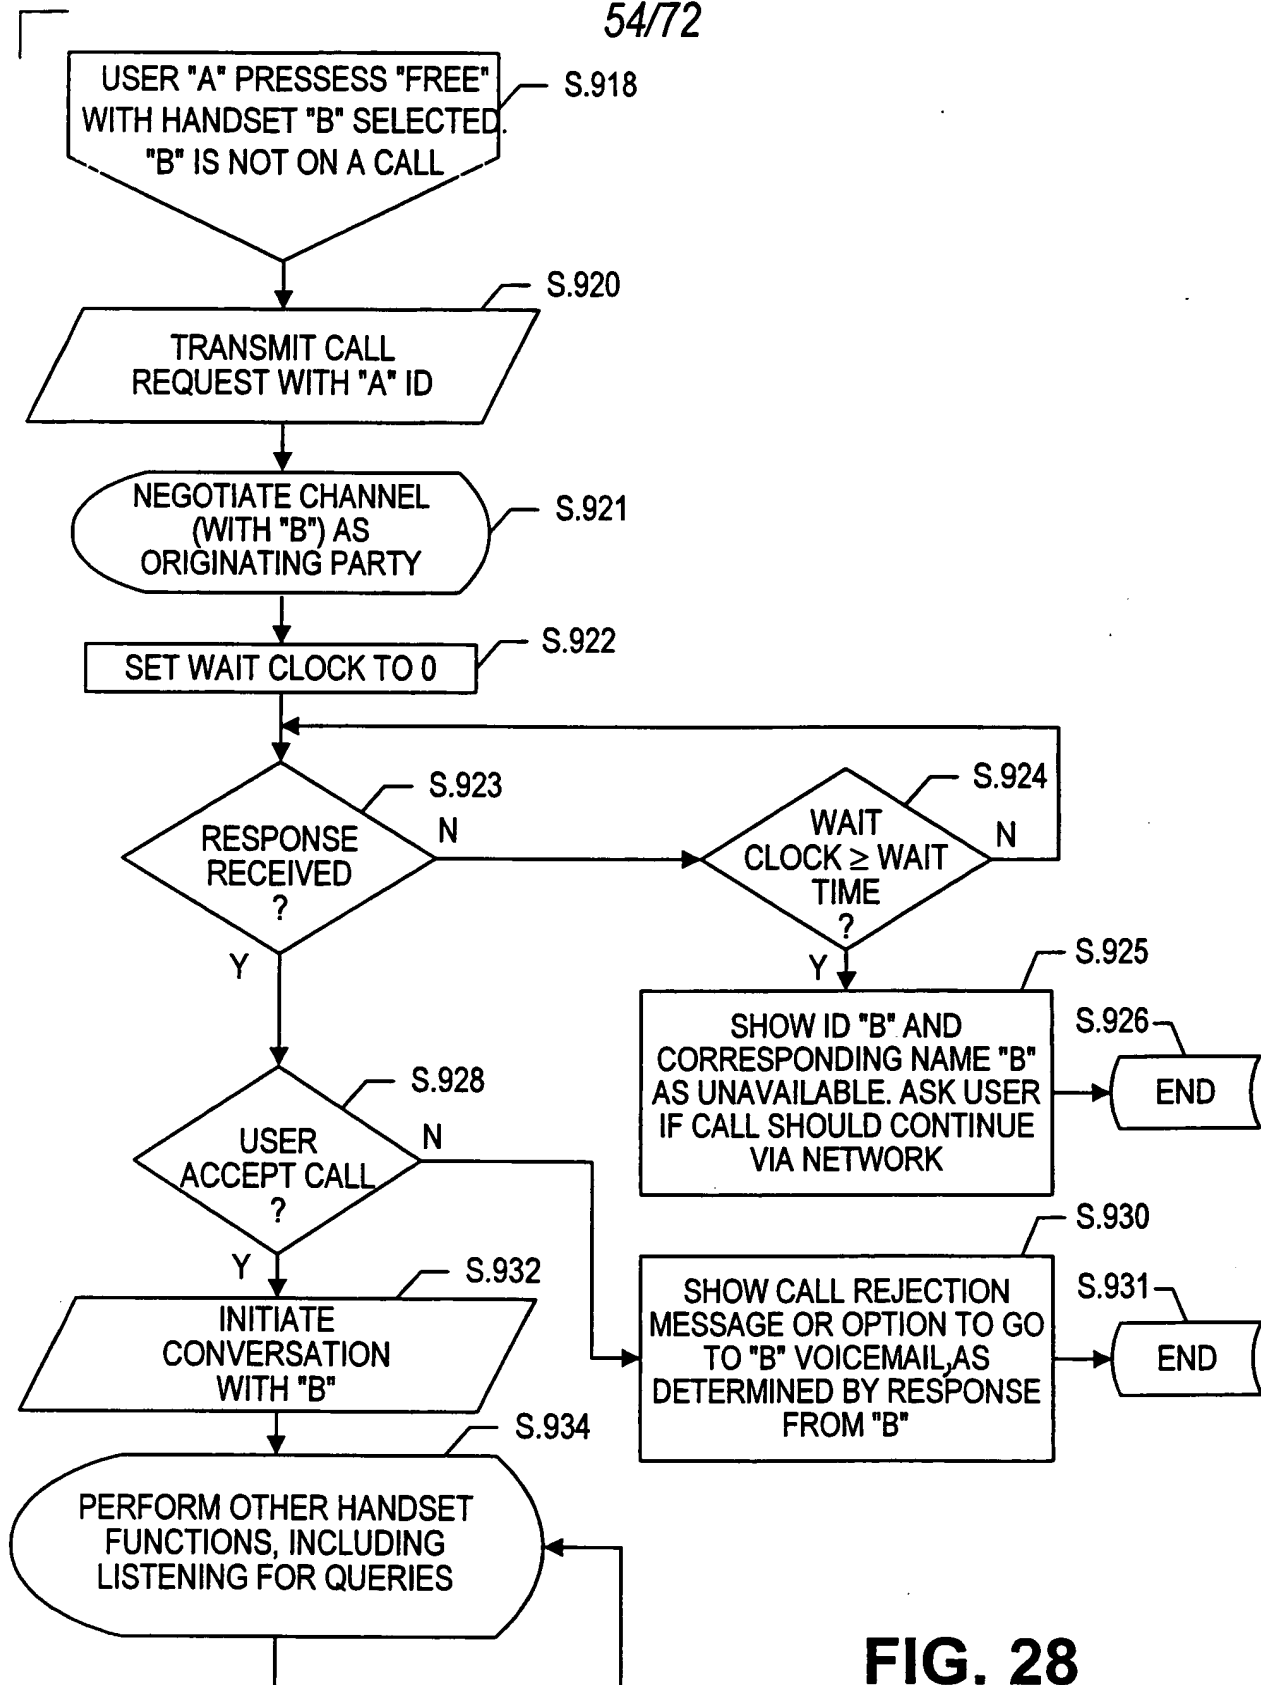 54/72
USER "A" PRESSESS "FREE"
WITH HANDSET "B" SELECTED.
"B" IS NOT ON A CALL
S.918
S.920
TRANSMIT CALL
REQUEST WITH "A" ID
NEGOTIATE CHANNEL
(WITH "B") AS
ORIGINATING PARTY
S.921
S.922
SET WAIT CLOCK TO 0
S.923
RESPONSE
RECEIVED
?
N
Y
S.924
WAIT
CLOCK ≥ WAIT
TIME
?
N
Y
S.925
SHOW ID "B" AND
CORRESPONDING NAME "B"
AS UNAVAILABLE. ASK USER
IF CALL SHOULD CONTINUE
VIA NETWORK
S.926
END
S.928
USER
ACCEPT CALL
?
N
Y
S.930
SHOW CALL REJECTION
MESSAGE OR OPTION TO GO
TO "B" VOICEMAIL,AS
DETERMINED BY RESPONSE
FROM "B"
S.931
END
S.932
INITIATE
CONVERSATION
WITH "B"
S.934
PERFORM OTHER HANDSET
FUNCTIONS, INCLUDING
LISTENING FOR QUERIES
FIG. 28